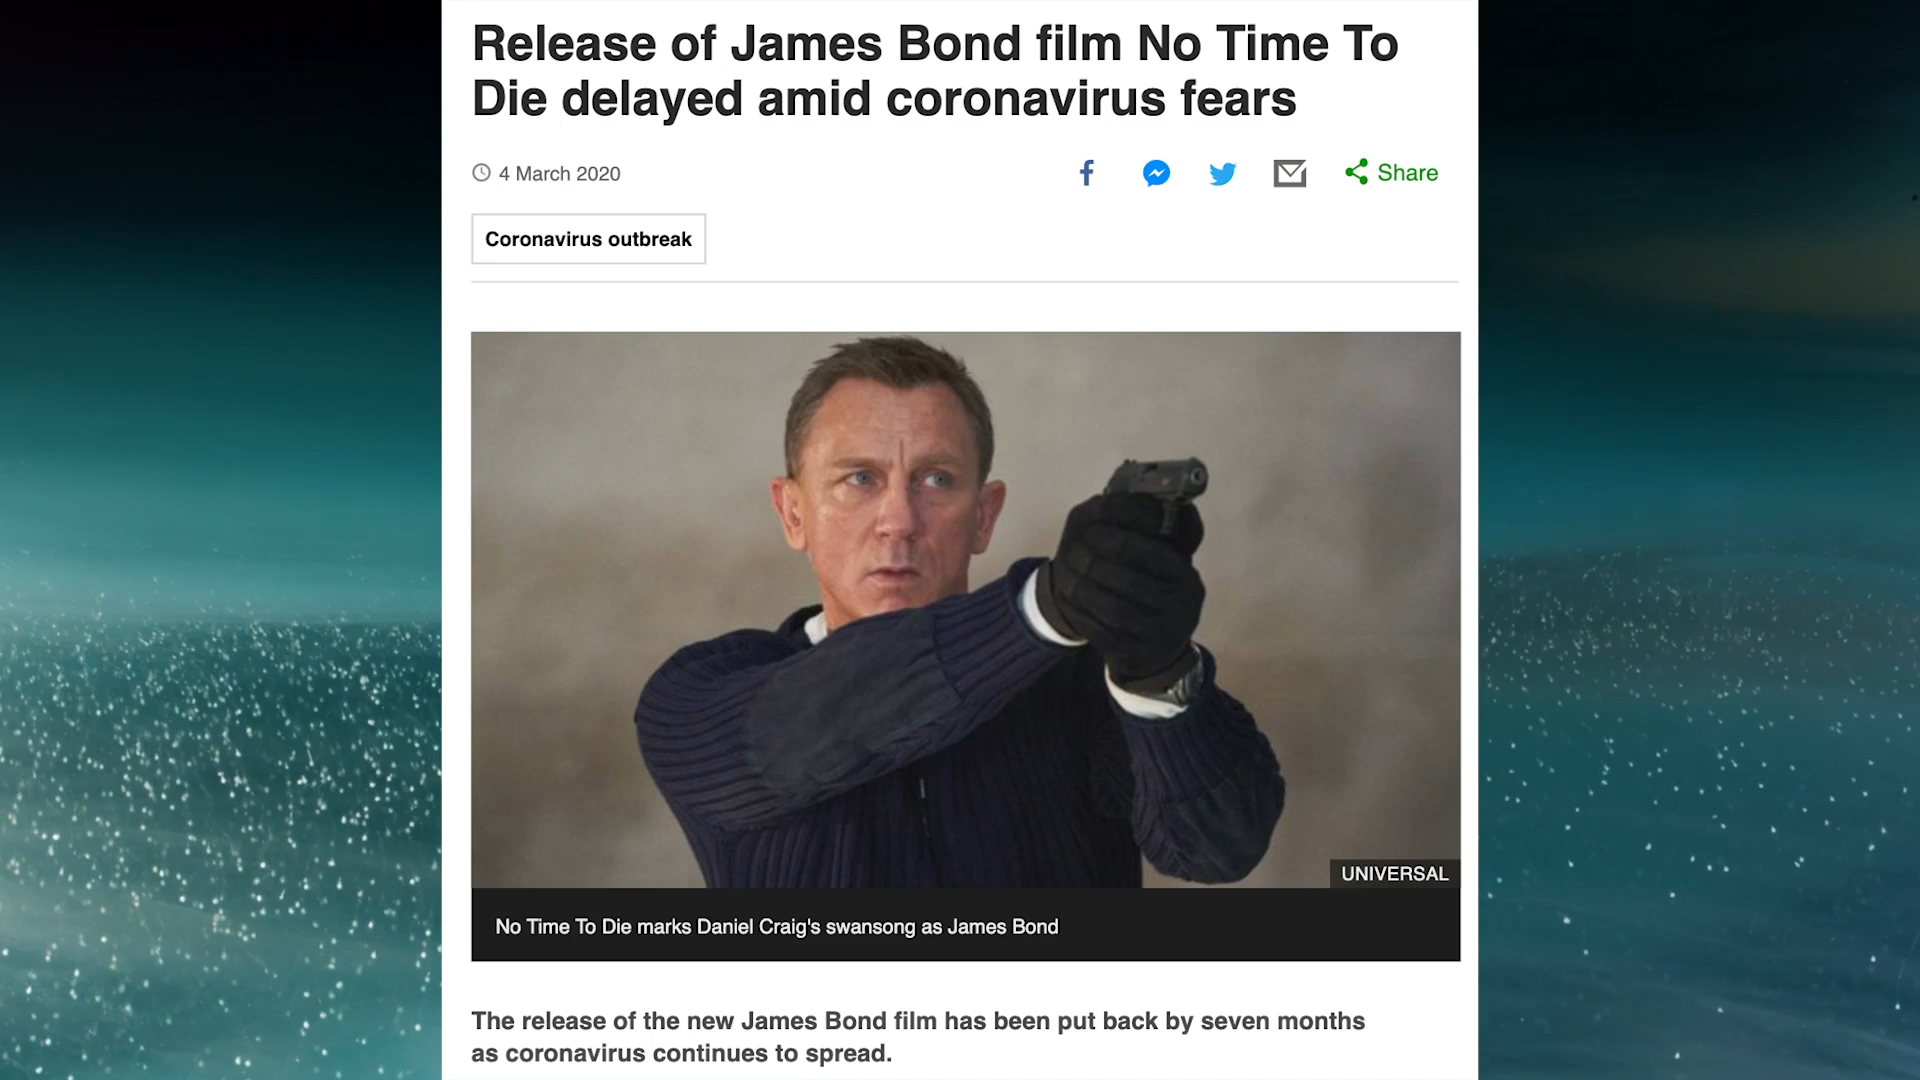 Release of James Bond film No Time To
Die delayed amid coronavirus fears
4 March 2020
Share
Coronavirus outbreak
UNIVERSAL
No Time To Die marks Daniel Craig's swansong as James Bond
The release of the new James Bond film has been put back by seven months
as coronavirus continues to spread.